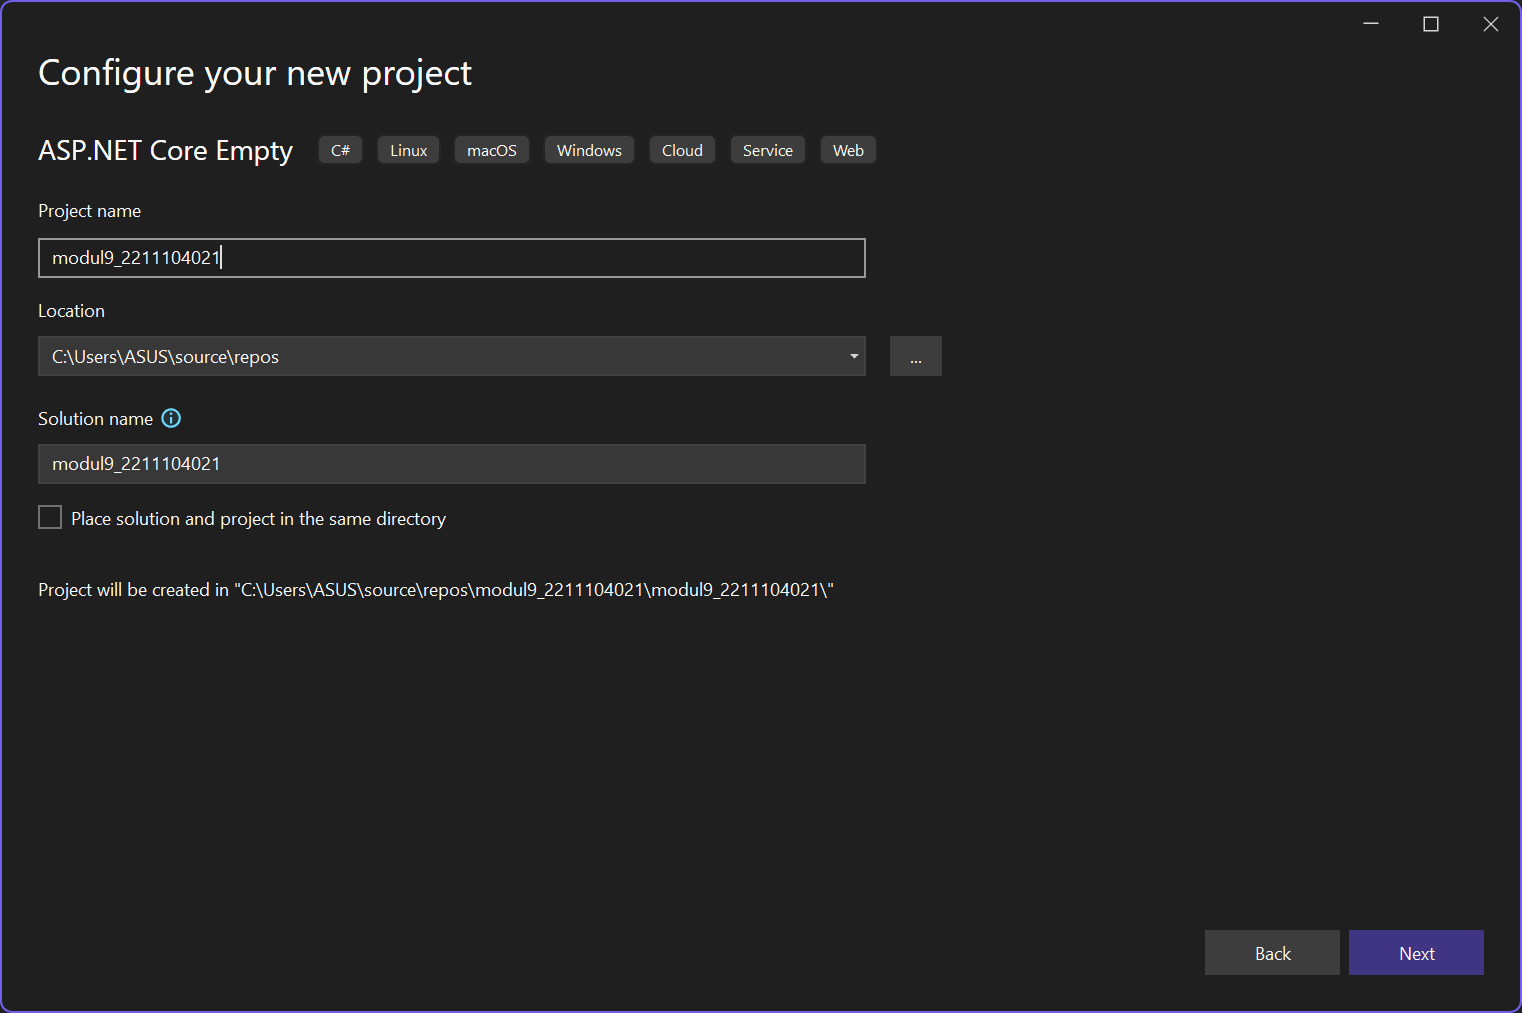 Configure your new project
ASP.NET Core Empty C# Linux macOS Windows Cloud Service Web
Project name
modul9_2211104021
Location
C:\Users\ASUS\source\repos
...
Solution name
modul9_2211104021
Place solution and project in the same directory
Project will be created in "C:\Users\ASUS\source\repos\modul9_2211104021\modul9_2211104021\"
Back Next